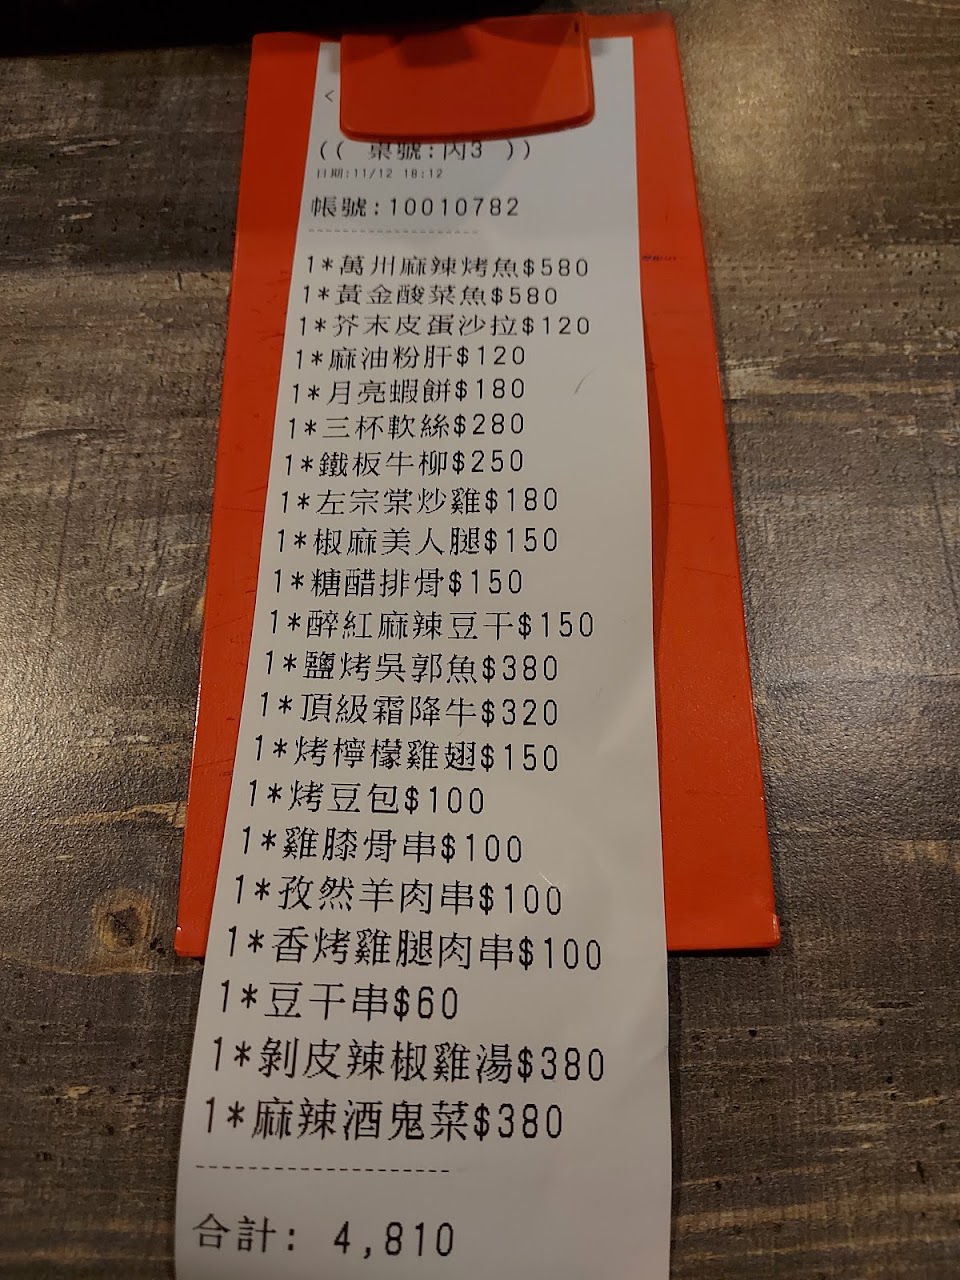 <
(( 桌號:內3 ))
日期:11/12 18:12
帳號:10010782
--------------------
1*萬州麻辣烤魚$580
1*黃金酸菜魚$580
1*芥末皮蛋沙拉$120
1*麻油粉肝$120
1*月亮蝦餅$180
1*三杯軟絲$280
1*鐵板牛柳$250
1*左宗棠炒雞$180
1*椒麻美人腿$150
1*糖醋排骨$150
1*醉紅麻辣豆干$150
1*鹽烤吳郭魚$380
1*頂級霜降牛$320
1*烤檸檬雞翅$150
1*烤豆包$100
1*雞膝骨串$100
1*孜然羊肉串$100
1*香烤雞腿肉串$100
1*豆干串$60
1*剝皮辣椒雞湯$380
1*麻辣酒鬼菜$380
--------------------
合計: 4,810